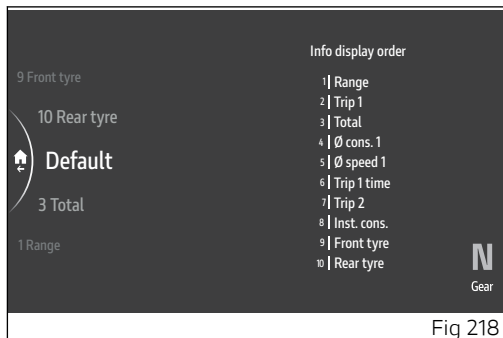 9 Front tyre
10 Rear tyre
Default
3 Total
1 Range
Info display order
1 Range
2 Trip 1
3 Total
4 Ø cons. 1
5 Ø speed 1
6 Trip 1 time
7 Trip 2
8 Inst. cons.
9 Front tyre
10 Rear tyre
N
Gear
Fig 218